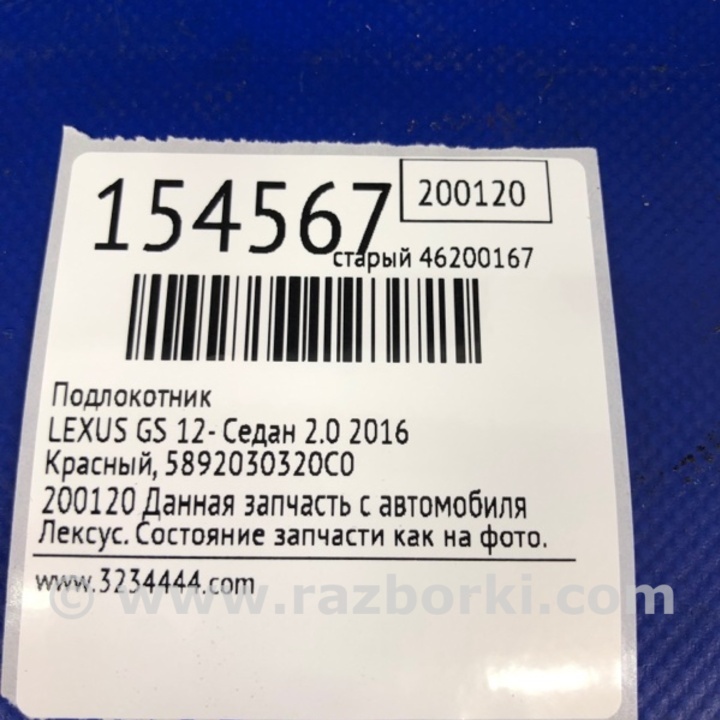 154567
200120
старый 46200167
Подлокотник
LEXUS GS 12- Седан 2.0 2016
Красный, 5892030320C0
200120 Данная запчасть с автомобиля
Лексус. Состояние запчасти как на фото.
www.3234444.com
© www.razborki.com